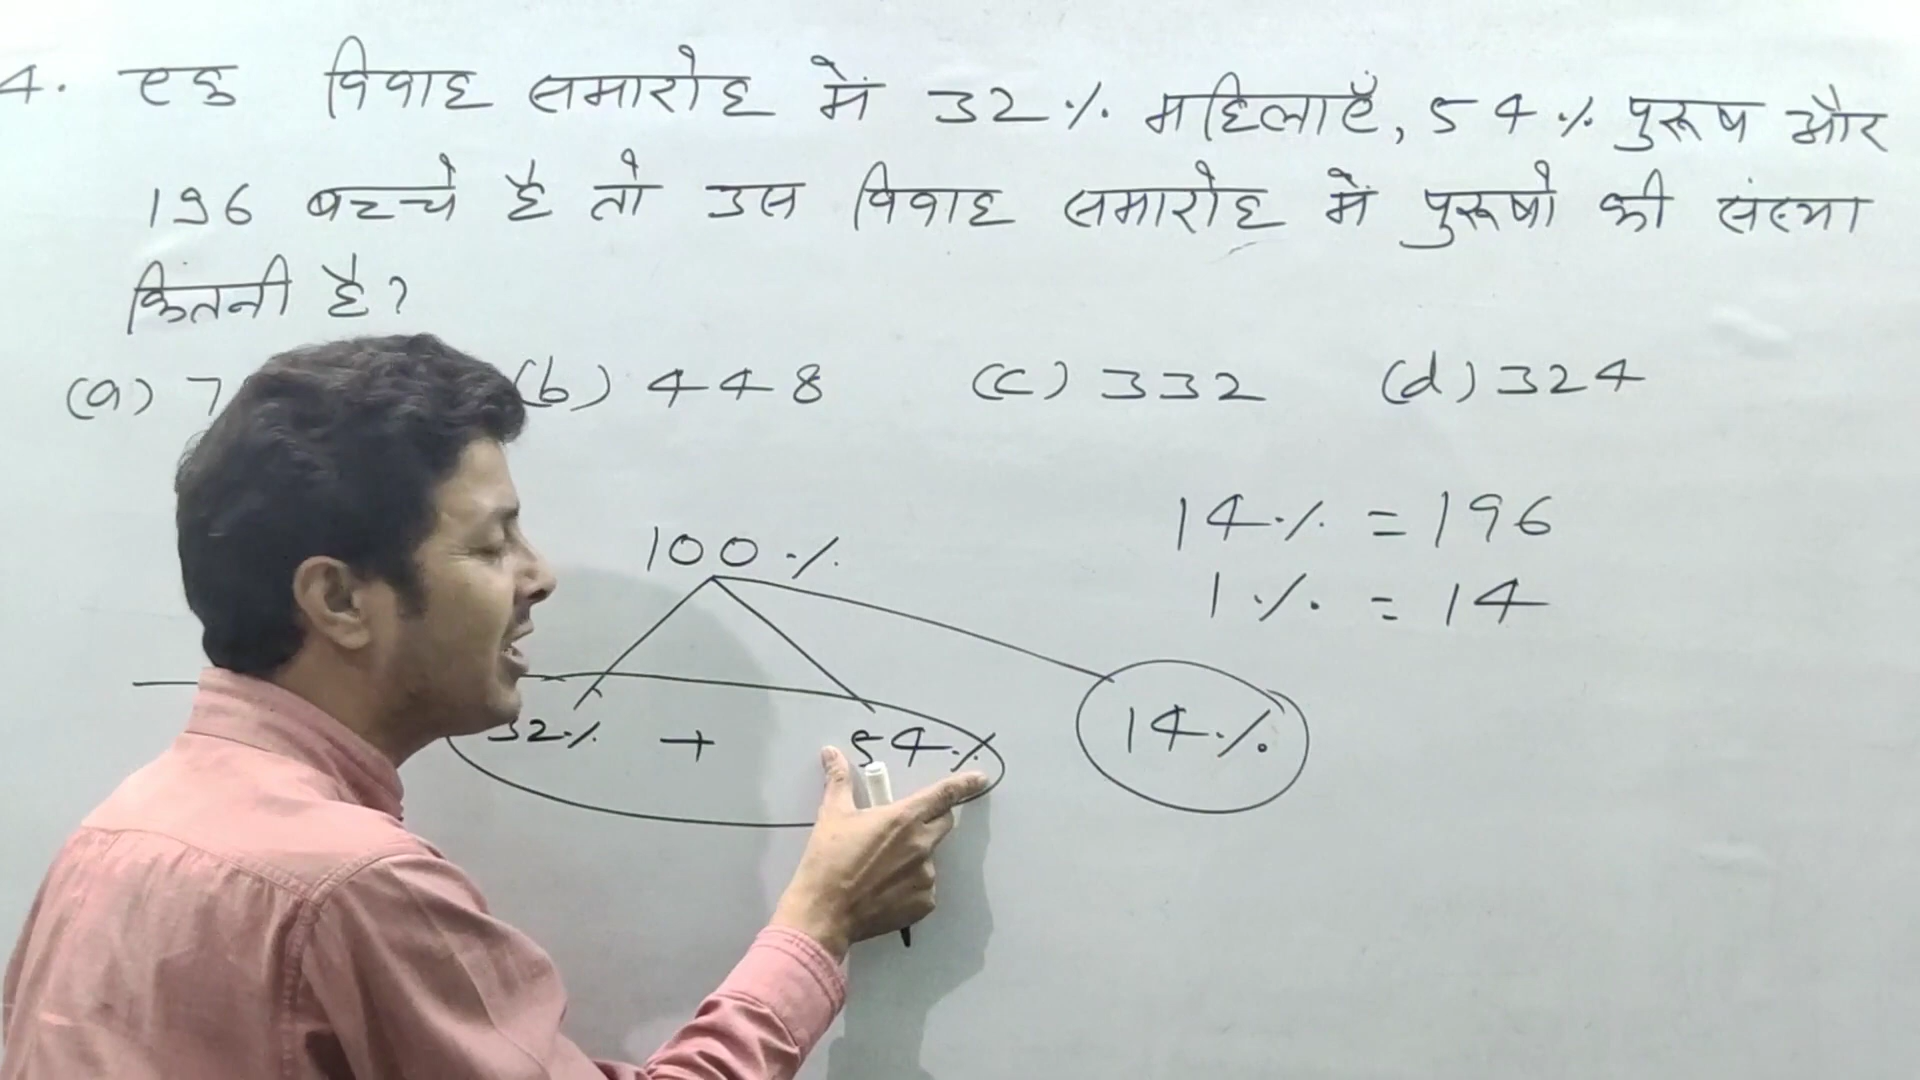 4. एक विवाह समारोह में 32% महिलाएँ, 54% पुरूष और
196 बच्चे है तो उस विवाह समारोह में पुरूषो की संख्या
कितनी है?
(a) 7 (b) 448 (c) 332 (d) 324
100%
32% + 54% 14%
14% = 196
1% = 14